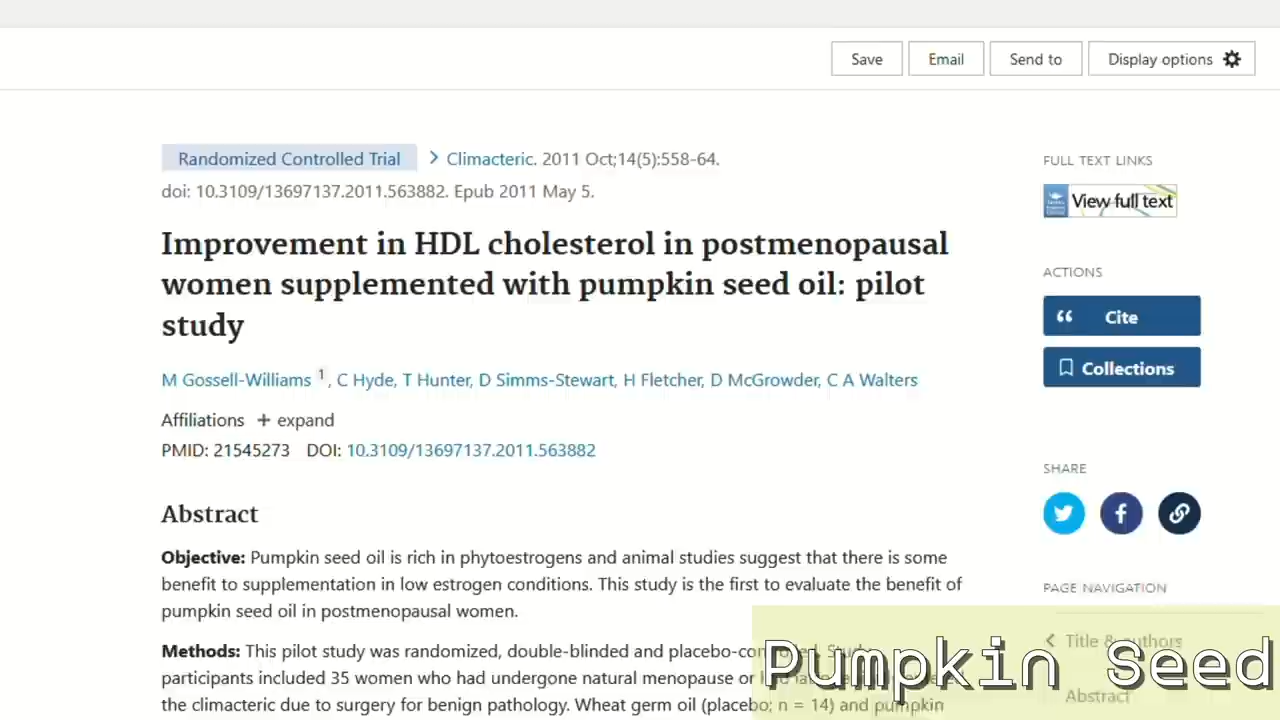 Save Email Send to Display options
Randomized Controlled Trial > Climacteric. 2011 Oct;14(5):558-64.
doi: 10.3109/13697137.2011.563882. Epub 2011 May 5.
Improvement in HDL cholesterol in postmenopausal
women supplemented with pumpkin seed oil: pilot
study
M Gossell-Williams 1, C Hyde, T Hunter, D Simms-Stewart, H Fletcher, D McGrowder, C A Walters
Affiliations + expand
PMID: 21545273 DOI: 10.3109/13697137.2011.563882
Abstract
Objective: Pumpkin seed oil is rich in phytoestrogens and animal studies suggest that there is some
benefit to supplementation in low estrogen conditions. This study is the first to evaluate the benefit of
pumpkin seed oil in postmenopausal women.
Methods: This pilot study was randomized, double-blinded and Study
participants included 35 women who had undergone natural menopause or
the climacteric due to surgery for benign pathology. Wheat germ oil (placebo; n = 14) and pumpkin
FULL TEXT LINKS
View full text
ACTIONS
Cite
Collections
SHARE
PAGE NAVIGATION
< Title & authors
Abstract
Pumpkin Seed